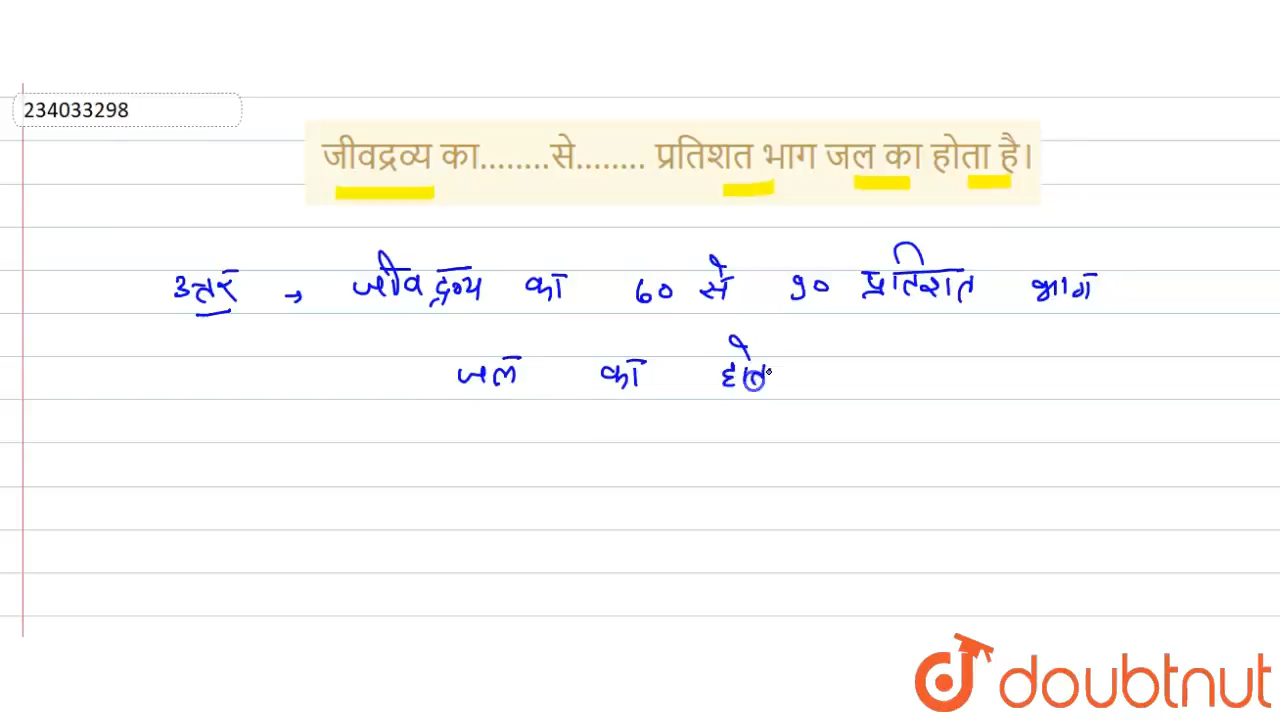 234033298
जीवद्रव्य का........से........ प्रतिशत भाग जल का होता है।
उत्तर → जीवद्रव्य का 60 से 90 प्रतिशत भाग
जल का होत
doubtnut